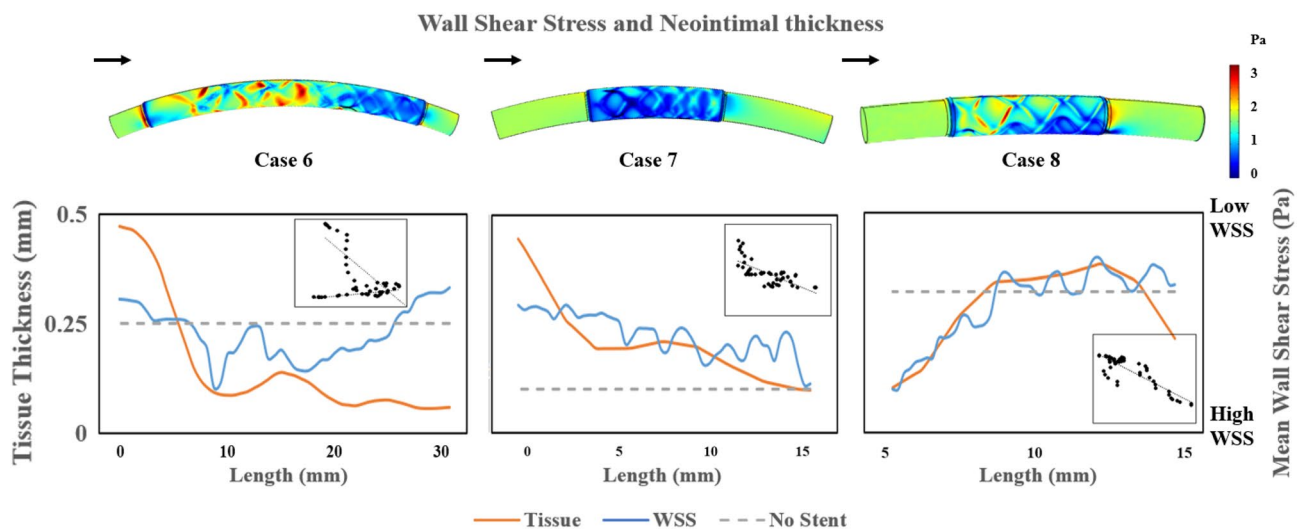 Wall Shear Stress and Neointimal thickness
Pa
3
2
1
0
Case 6
Case 7
Case 8
Tissue Thickness (mm)
0.5
0.25
0
0
10
20
30
Length (mm)
0
5
10
15
Length (mm)
5
10
15
Length (mm)
Low
WSS
High
WSS
Mean Wall Shear Stress (Pa)
Tissue
WSS
No Stent